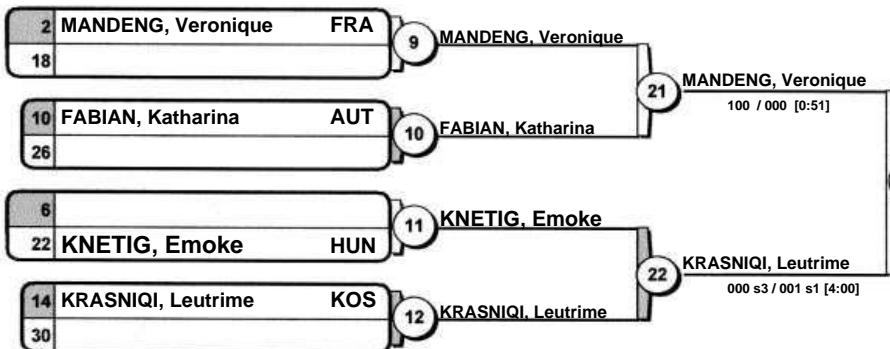 2 MANDENG, Veronique FRA
18
9 MANDENG, Veronique
10 FABIAN, Katharina AUT
26
10 FABIAN, Katharina
21 MANDENG, Veronique
100 / 000 [0:51]
6
22 KNETIG, Emoke HUN
11 KNETIG, Emoke
14 KRASNIQI, Leutrime KOS
30
12 KRASNIQI, Leutrime
22 KRASNIQI, Leutrime
000 s3 / 001 s1 [4:00]